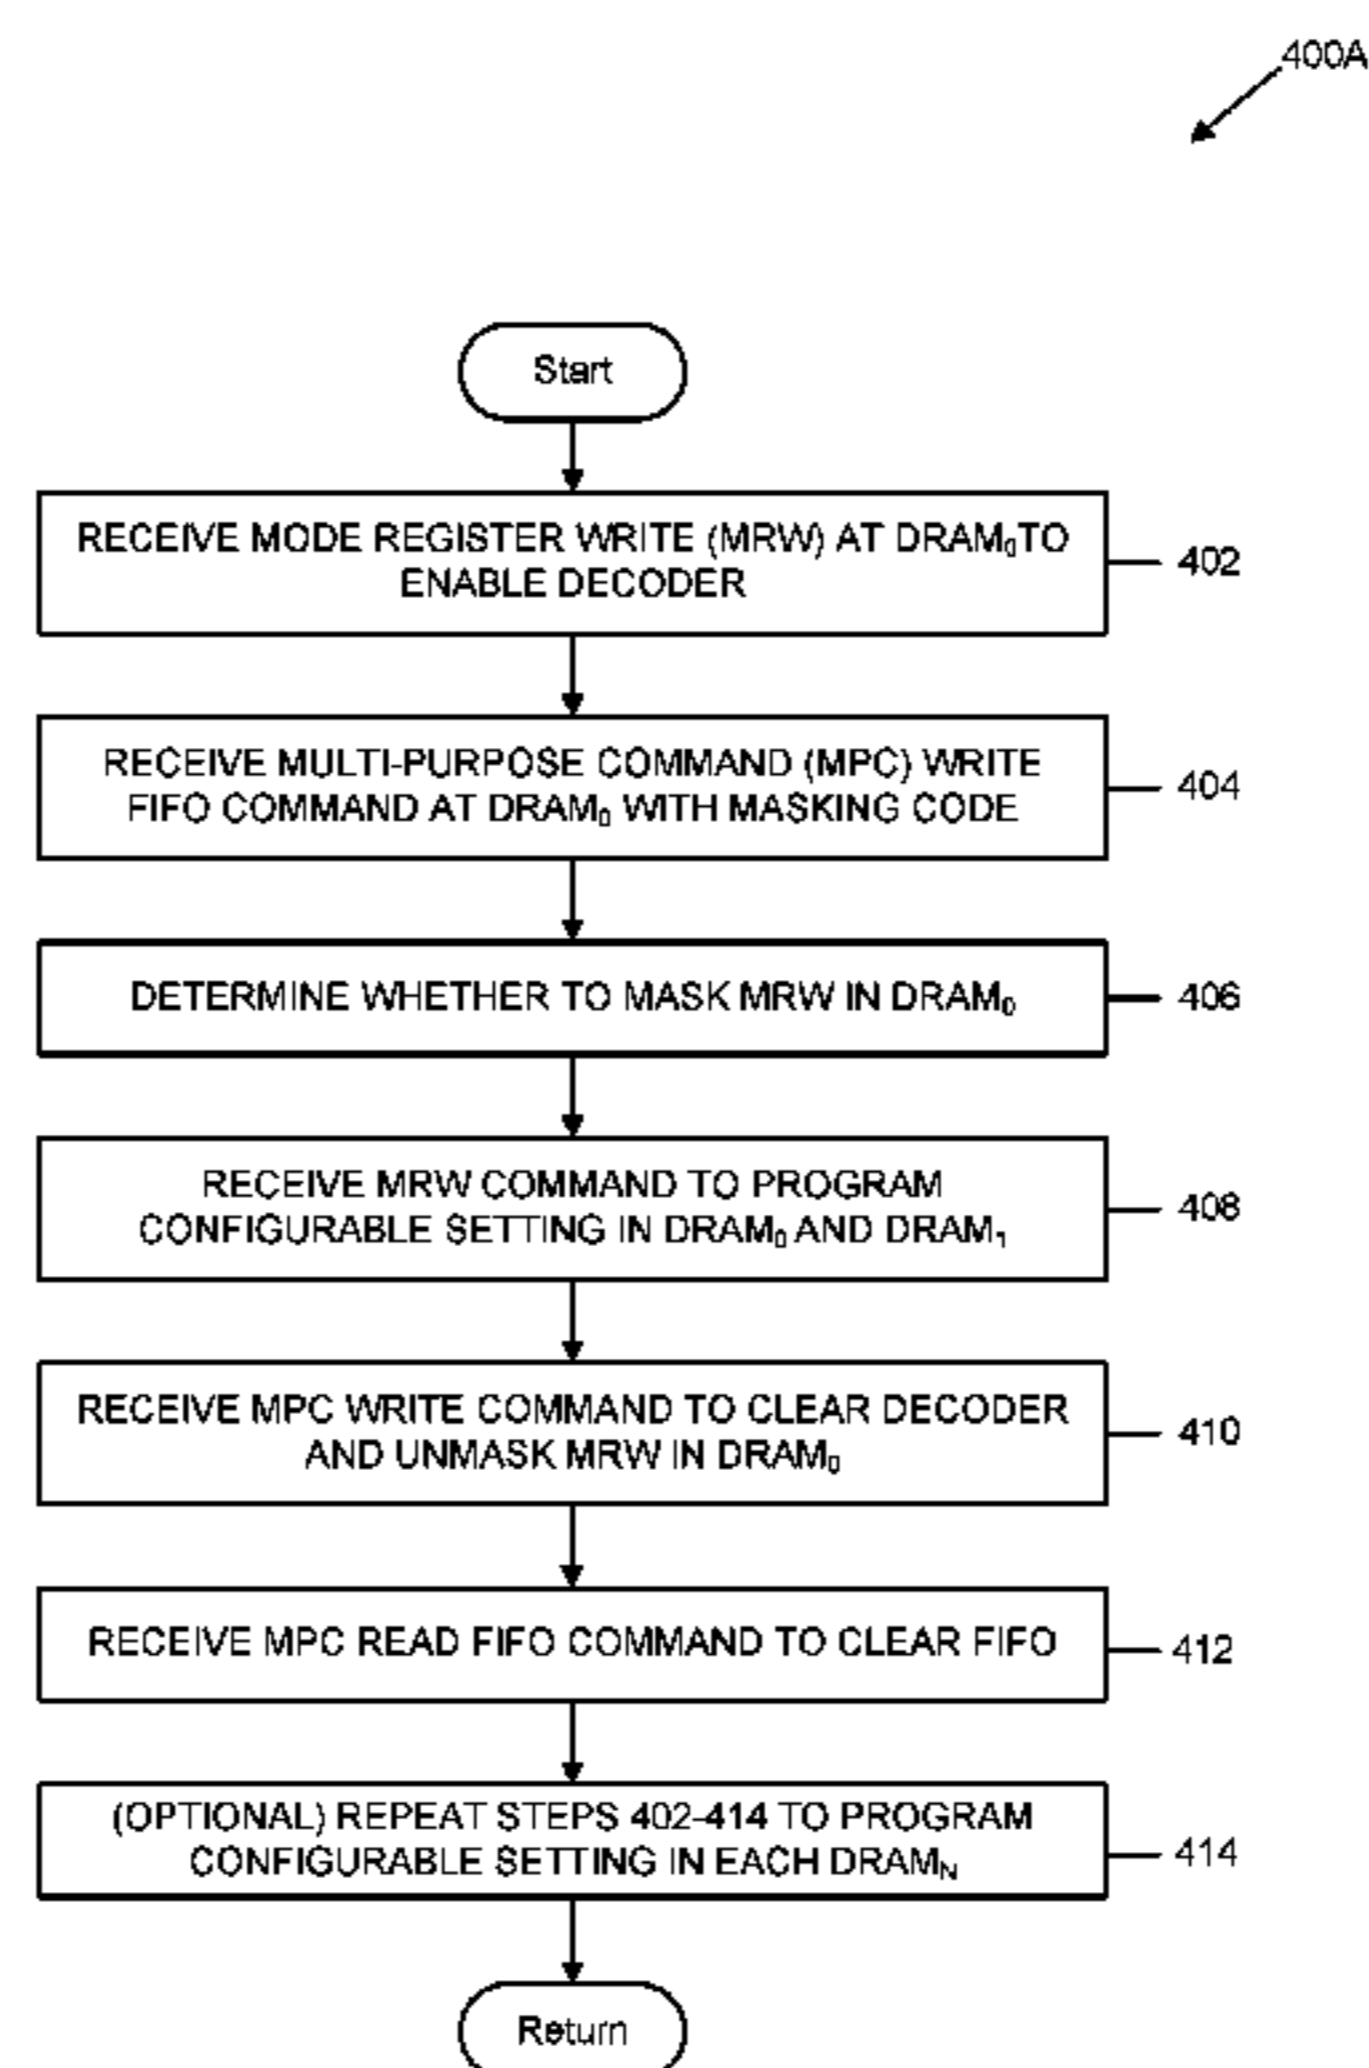 400A
Start
RECEIVE MODE REGISTER WRITE (MRW) AT DRAM₀ TO
ENABLE DECODER
402
RECEIVE MULTI-PURPOSE COMMAND (MPC) WRITE
FIFO COMMAND AT DRAM₀ WITH MASKING CODE
404
DETERMINE WHETHER TO MASK MRW IN DRAM₀
406
RECEIVE MRW COMMAND TO PROGRAM
CONFIGURABLE SETTING IN DRAM₀ AND DRAM₁
408
RECEIVE MPC WRITE COMMAND TO CLEAR DECODER
AND UNMASK MRW IN DRAM₀
410
RECEIVE MPC READ FIFO COMMAND TO CLEAR FIFO
412
(OPTIONAL) REPEAT STEPS 402-414 TO PROGRAM
CONFIGURABLE SETTING IN EACH DRAM_N
414
Return